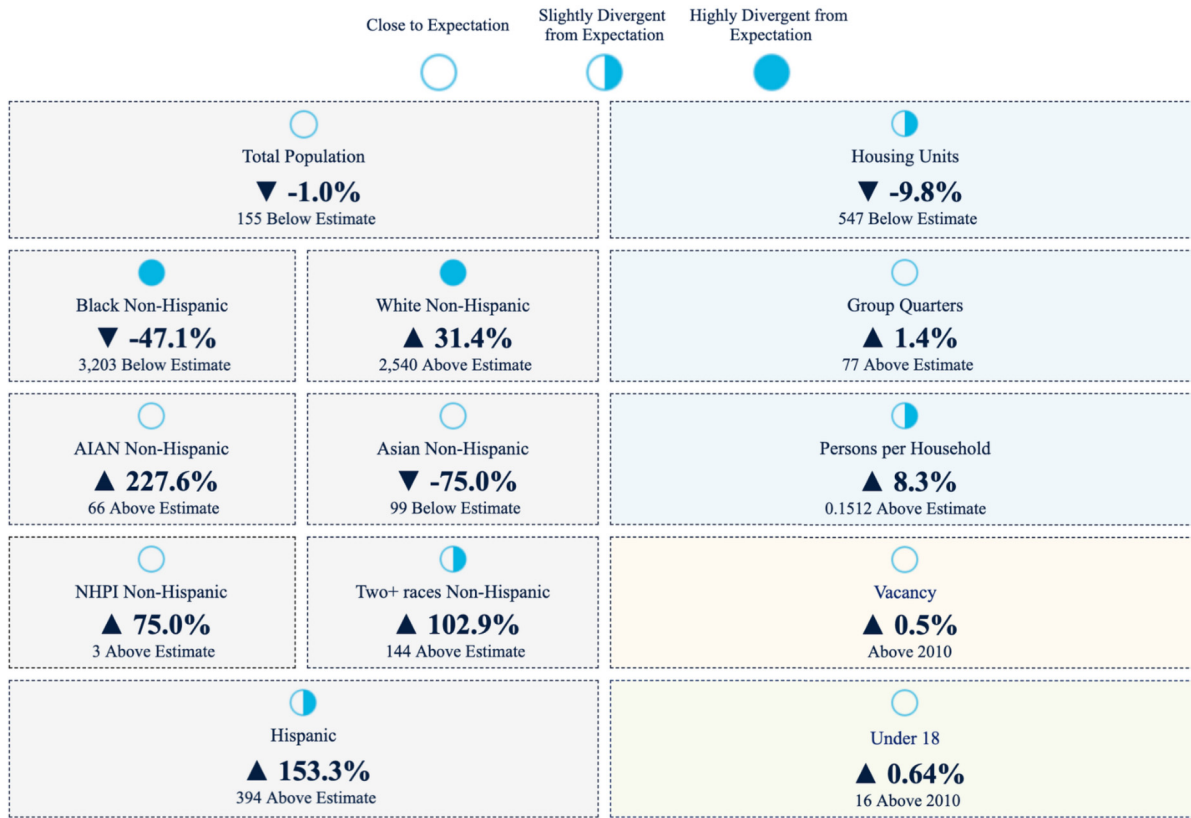 Close to Expectation
Slightly Divergent
from Expectation
Highly Divergent from
Expectation
Total Population
▼ -1.0%
155 Below Estimate
Housing Units
▼ -9.8%
547 Below Estimate
Black Non-Hispanic
▼ -47.1%
3,203 Below Estimate
White Non-Hispanic
▲ 31.4%
2,540 Above Estimate
Group Quarters
▲ 1.4%
77 Above Estimate
AIAN Non-Hispanic
▲ 227.6%
66 Above Estimate
Asian Non-Hispanic
▼ -75.0%
99 Below Estimate
Persons per Household
▲ 8.3%
0.1512 Above Estimate
NHPI Non-Hispanic
▲ 75.0%
3 Above Estimate
Two+ races Non-Hispanic
▲ 102.9%
144 Above Estimate
Vacancy
▲ 0.5%
Above 2010
Hispanic
▲ 153.3%
394 Above Estimate
Under 18
▲ 0.64%
16 Above 2010